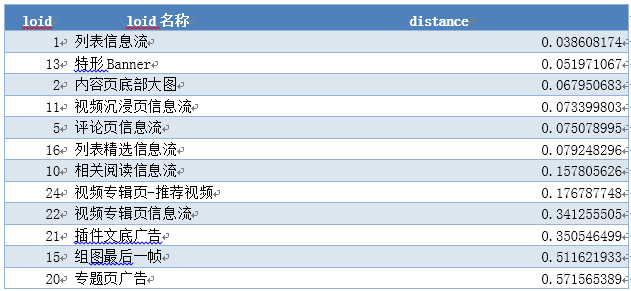 loid loid 名称 distance
1 列表信息流 0.038608174
13 特形 Banner 0.051971067
2 内容页底部大图 0.067950683
11 视频沉浸页信息流 0.073399803
5 评论页信息流 0.075078995
16 列表精选信息流 0.079248296
10 相关阅读信息流 0.157805626
24 视频专辑页-推荐视频 0.176787748
22 视频专辑页信息流 0.341255505
21 插件文底广告 0.350546499
15 组图最后一帧 0.511621933
20 专题页广告 0.571565389